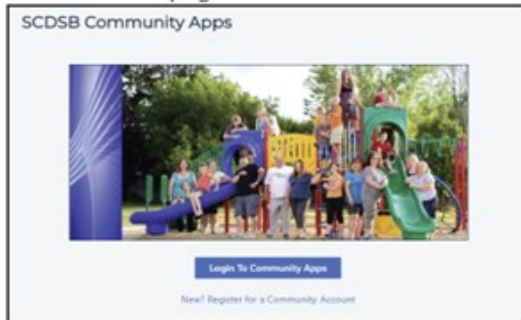 SCDSB Community Apps
Login To Community Apps
New? Register for a Community Account